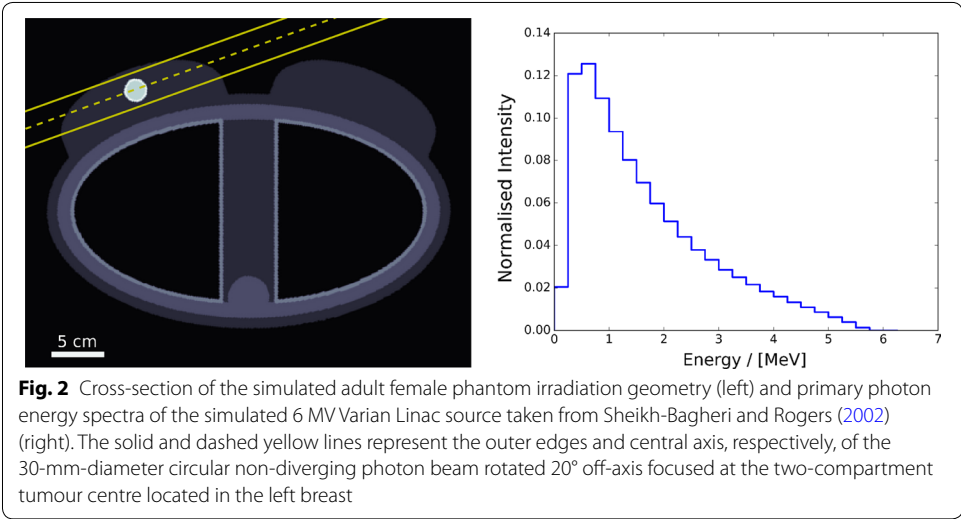 5 cm
0.14
0.12
0.10
0.08
0.06
0.04
0.02
0.00
Normalised Intensity
0 1 2 3 4 5 6 7
Energy / [MeV]
Fig. 2 Cross-section of the simulated adult female phantom irradiation geometry (left) and primary photon
energy spectra of the simulated 6 MV Varian Linac source taken from Sheikh-Bagheri and Rogers (2002)
(right). The solid and dashed yellow lines represent the outer edges and central axis, respectively, of the
30-mm-diameter circular non-diverging photon beam rotated 20° off-axis focused at the two-compartment
tumour centre located in the left breast